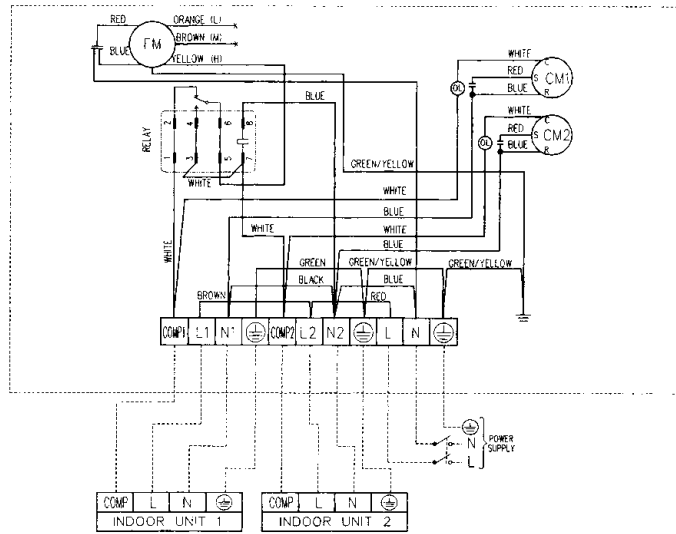 RED
ORANGE (L)
BROWN (M)
FM
BLUE
YELLOW (H)
WHITE
C
RED
S
CM1
BLUE
R
OL
BLUE
WHITE
C
RED
S
CM2
OL
BLUE
R
RELAY
2 4 6 8
1 3 5 7
WHITE
GREEN/YELLOW
WHITE
BLUE
WHITE
WHITE
WHITE
BLUE
GREEN
GREEN/YELLOW
GREEN/YELLOW
BLACK
BLUE
BROWN
RED
COMP1 L1 N1 COMP2 L2 N2 L N
N
L
POWER
SUPPLY
COMP L N
INDOOR UNIT 1
COMP L N
INDOOR UNIT 2